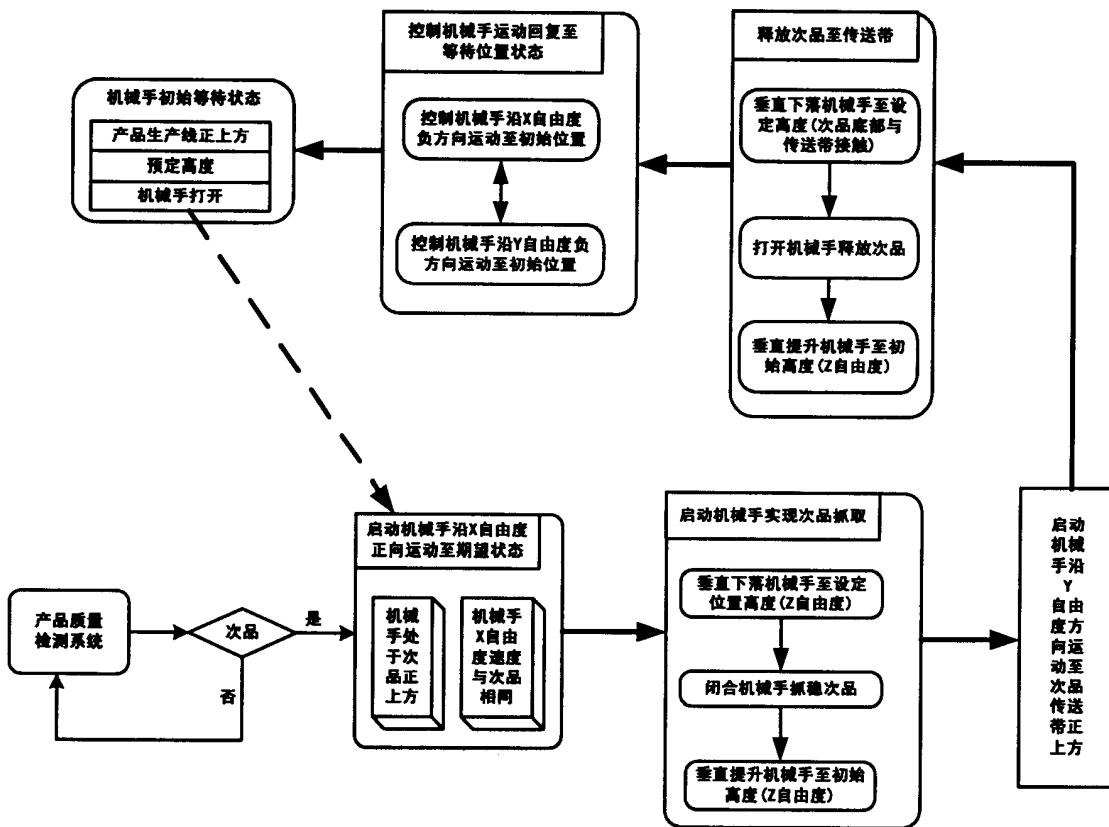 控制机械手运动回复至
等待位置状态
控制机械手沿X自由度
负方向运动至初始位置
控制机械手沿Y自由度负
方向运动至初始位置
释放次品至传送带
垂直下落机械手至设
定高度(次品底部与
传送带接触)
打开机械手释放次品
垂直提升机械手至初
始高度(Z自由度)
机械手初始等待状态
产品生产线正上方
预定高度
机械手打开
产品质量
检测系统
次品
是
否
启动机械手沿X自由度
正向运动至期望状态
机械
手处
于次
品正
上方
机械手
X自由
度速度
与次品
相同
启动机械手实现次品抓取
垂直下落机械手至设定
位置高度(Z自由度)
闭合机械手抓稳次品
垂直提升机械手至初始
高度(Z自由度)
启动
机械
手沿
Y
自由
度方
向运
动至
次品
传送
带正
上方